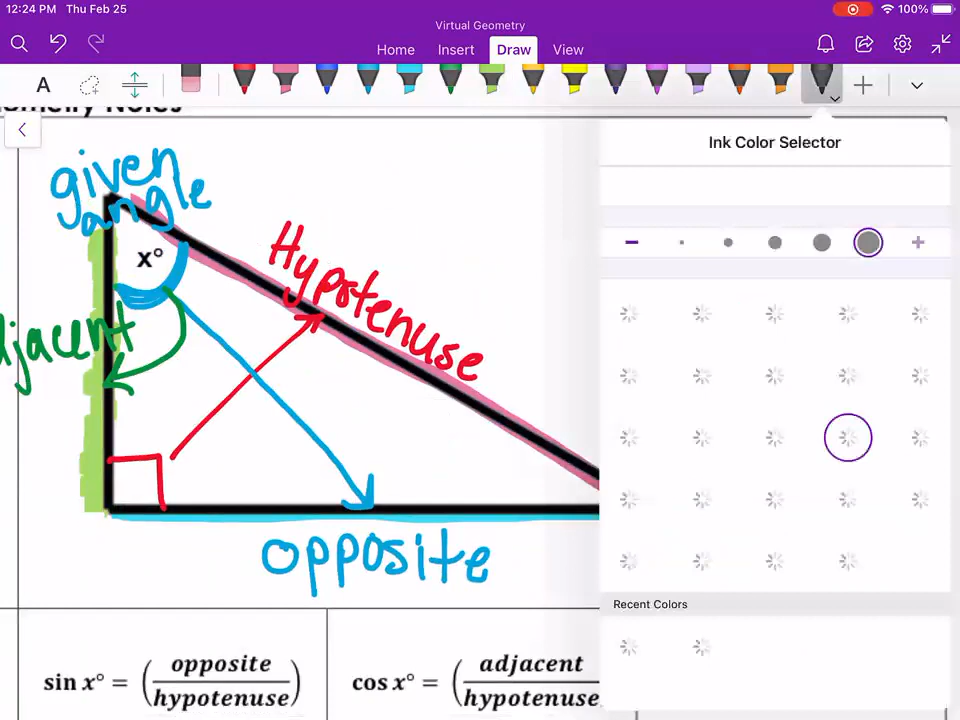 12:24 PM Thu Feb 25
100%
Virtual Geometry
Home Insert Draw View
A
Notes
Ink Color Selector
given
angle
x°
Hypotenuse
djacent
opposite
Recent Colors
sin x° = (opposite/hypotenuse)
cos x° = (adjacent/hypotenuse